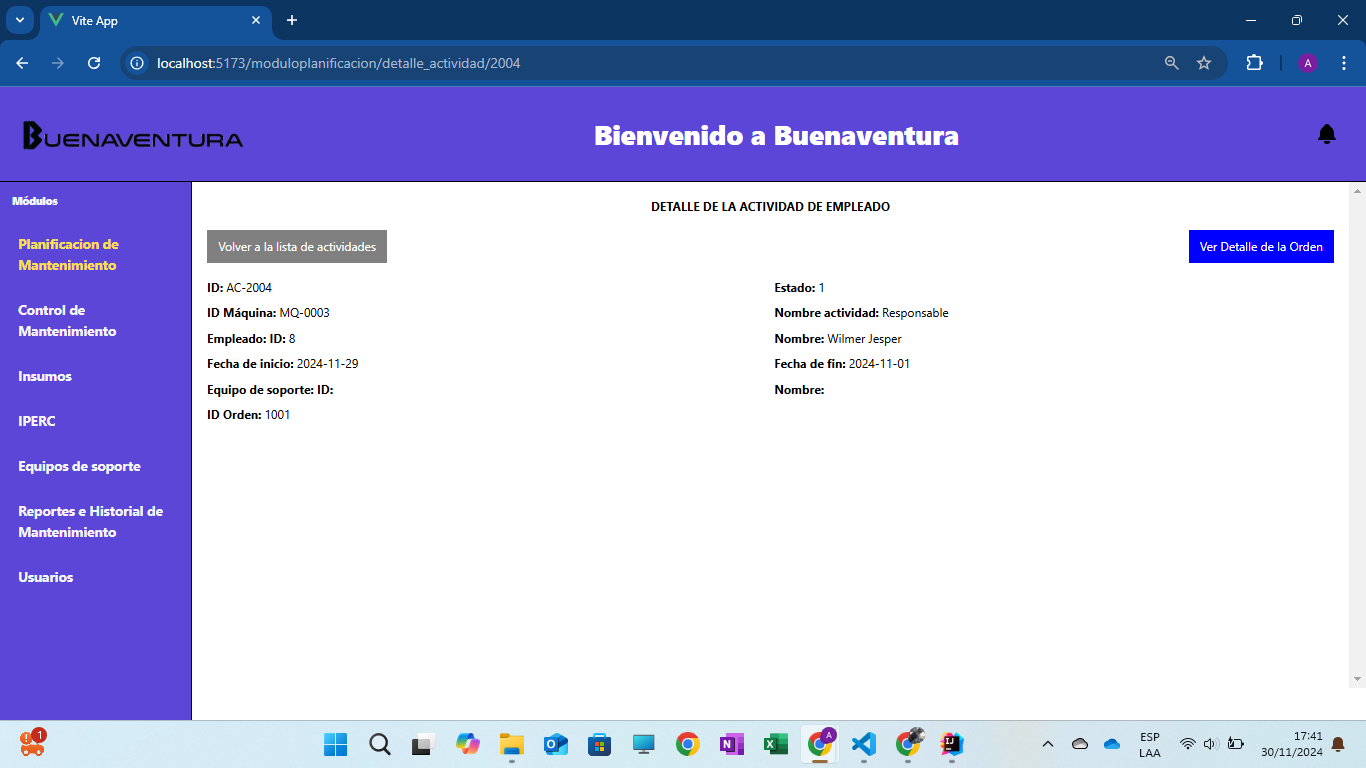 Vite App
localhost:5173/moduloplanificacion/detalle_actividad/2004
A
BUENAVENTURA
Bienvenido a Buenaventura
Módulos
Planificacion de
Mantenimiento
Control de
Mantenimiento
Insumos
IPERC
Equipos de soporte
Reportes e Historial de
Mantenimiento
Usuarios
DETALLE DE LA ACTIVIDAD DE EMPLEADO
Volver a la lista de actividades
Ver Detalle de la Orden
ID: AC-2004
Estado: 1
ID Máquina: MQ-0003
Nombre actividad: Responsable
Empleado: ID: 8
Nombre: Wilmer Jesper
Fecha de inicio: 2024-11-29
Fecha de fin: 2024-11-01
Equipo de soporte: ID:
Nombre:
ID Orden: 1001
1
A
ESP
LAA
17:41
30/11/2024